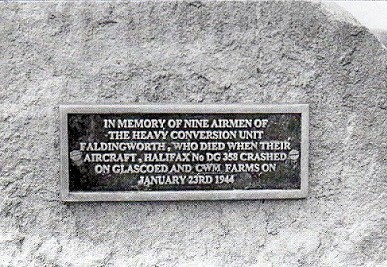 IN MEMORY OF NINE AIRMEN OF
THE HEAVY CONVERSION UNIT
FALDINGWORTH, WHO DIED WHEN THEIR
AIRCRAFT, HALIFAX No DG 358 CRASHED
ON GLASCOED AND CWM FARMS ON
JANUARY 23RD 1944